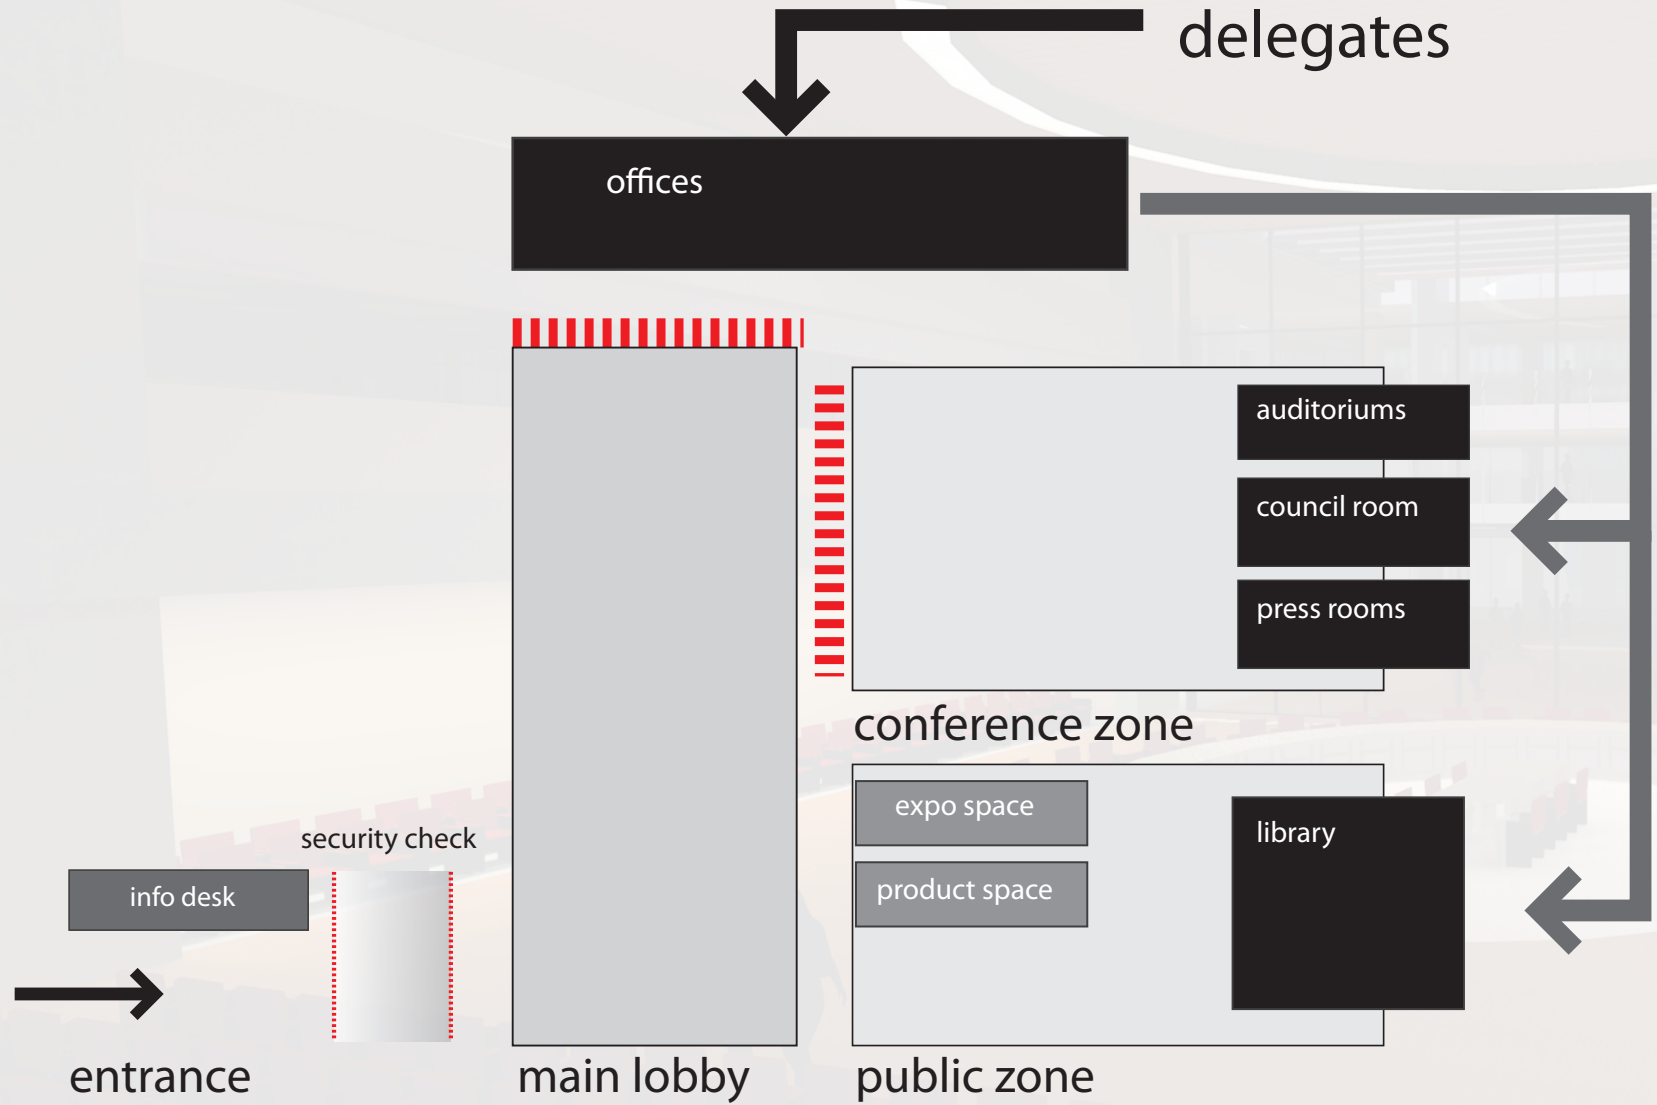 delegates
offices
auditoriums
council room
press rooms
conference zone
expo space
product space
library
security check
info desk
entrance
main lobby
public zone